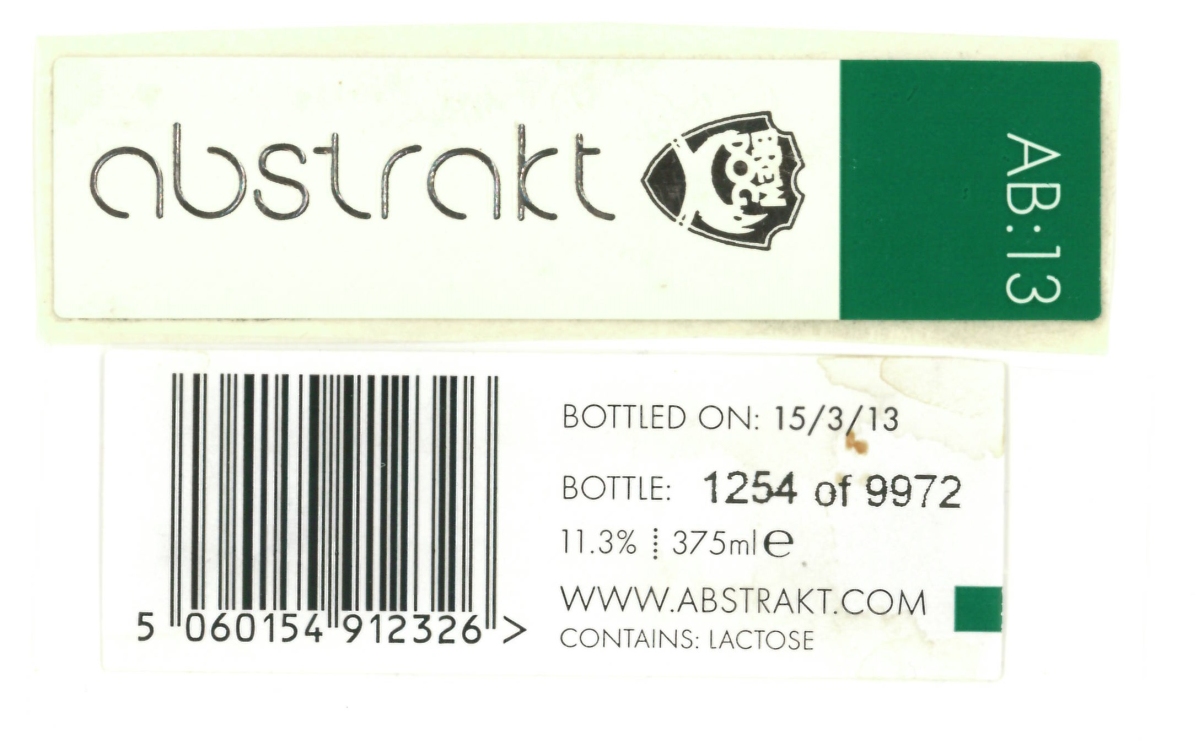 abstrakt
BREW
DOG
AB:13
BOTTLED ON: 15/3/13
BOTTLE: 1254 of 9972
11.3% 375ml e
WWW.ABSTRAKT.COM
CONTAINS: LACTOSE
5 060154 912326 >